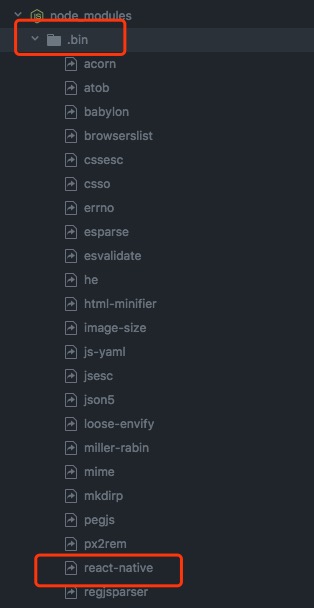 node_modules
.bin
acorn
atob
babylon
browserslist
cssesc
csso
errno
esparse
esvalidate
he
html-minifier
image-size
js-yaml
jsesc
json5
loose-envify
miller-rabin
mime
mkdirp
pegjs
px2rem
react-native
regjsparser